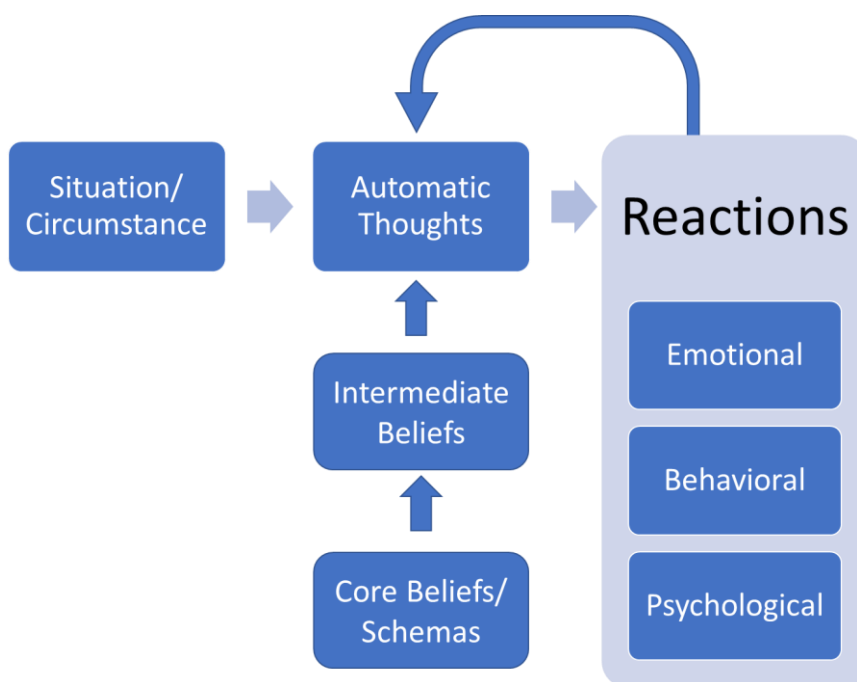 Situation/
Circumstance
Automatic
Thoughts
Reactions
Emotional
Intermediate
Beliefs
Behavioral
Core Beliefs/
Schemas
Psychological